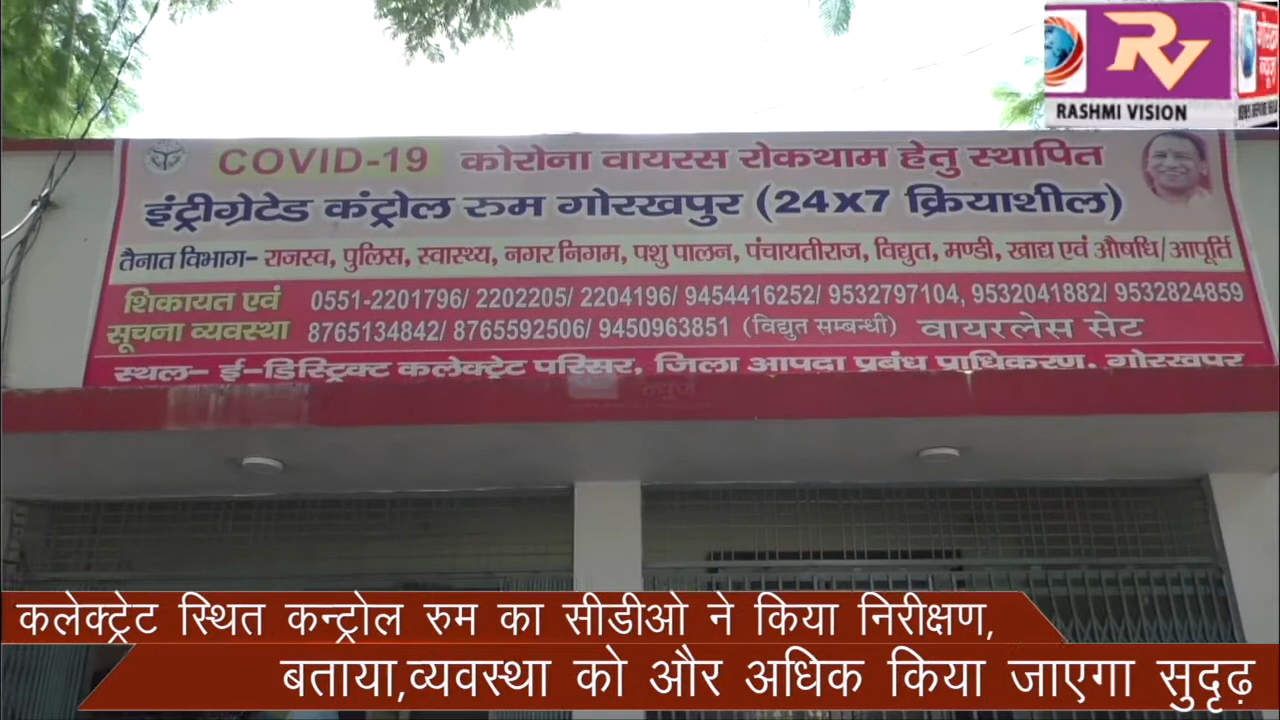 RV
RASHMI VISION
COVID-19 कोरोना वायरस रोकथाम हेतु स्थापित
इंट्रीग्रेटेड कंट्रोल रुम गोरखपुर (24x7 क्रियाशील)
तैनात विभाग- राजस्व, पुलिस, स्वास्थ्य, नगर निगम, पशु पालन, पंचायतीराज, विद्युत, मण्डी, खाद्य एवं औषधि/ आपूर्ति
शिकायत एवं 0551-2201796/ 2202205/ 2204196/ 9454416252/ 9532797104, 9532041882/ 9532824859
सूचना व्यवस्था 8765134842/ 8765592506/ 9450963851 (विद्युत सम्बन्धी) वायरलेस सेट
स्थल- ई-डिस्ट्रिक्ट कलेक्ट्रेट परिसर, जिला आपदा प्रबंध प्राधिकरण, गोरखपुर
कलेक्ट्रेट स्थित कन्ट्रोल रुम का सीडीओ ने किया निरीक्षण,
बताया,व्यवस्था को और अधिक किया जाएगा सुदृढ़